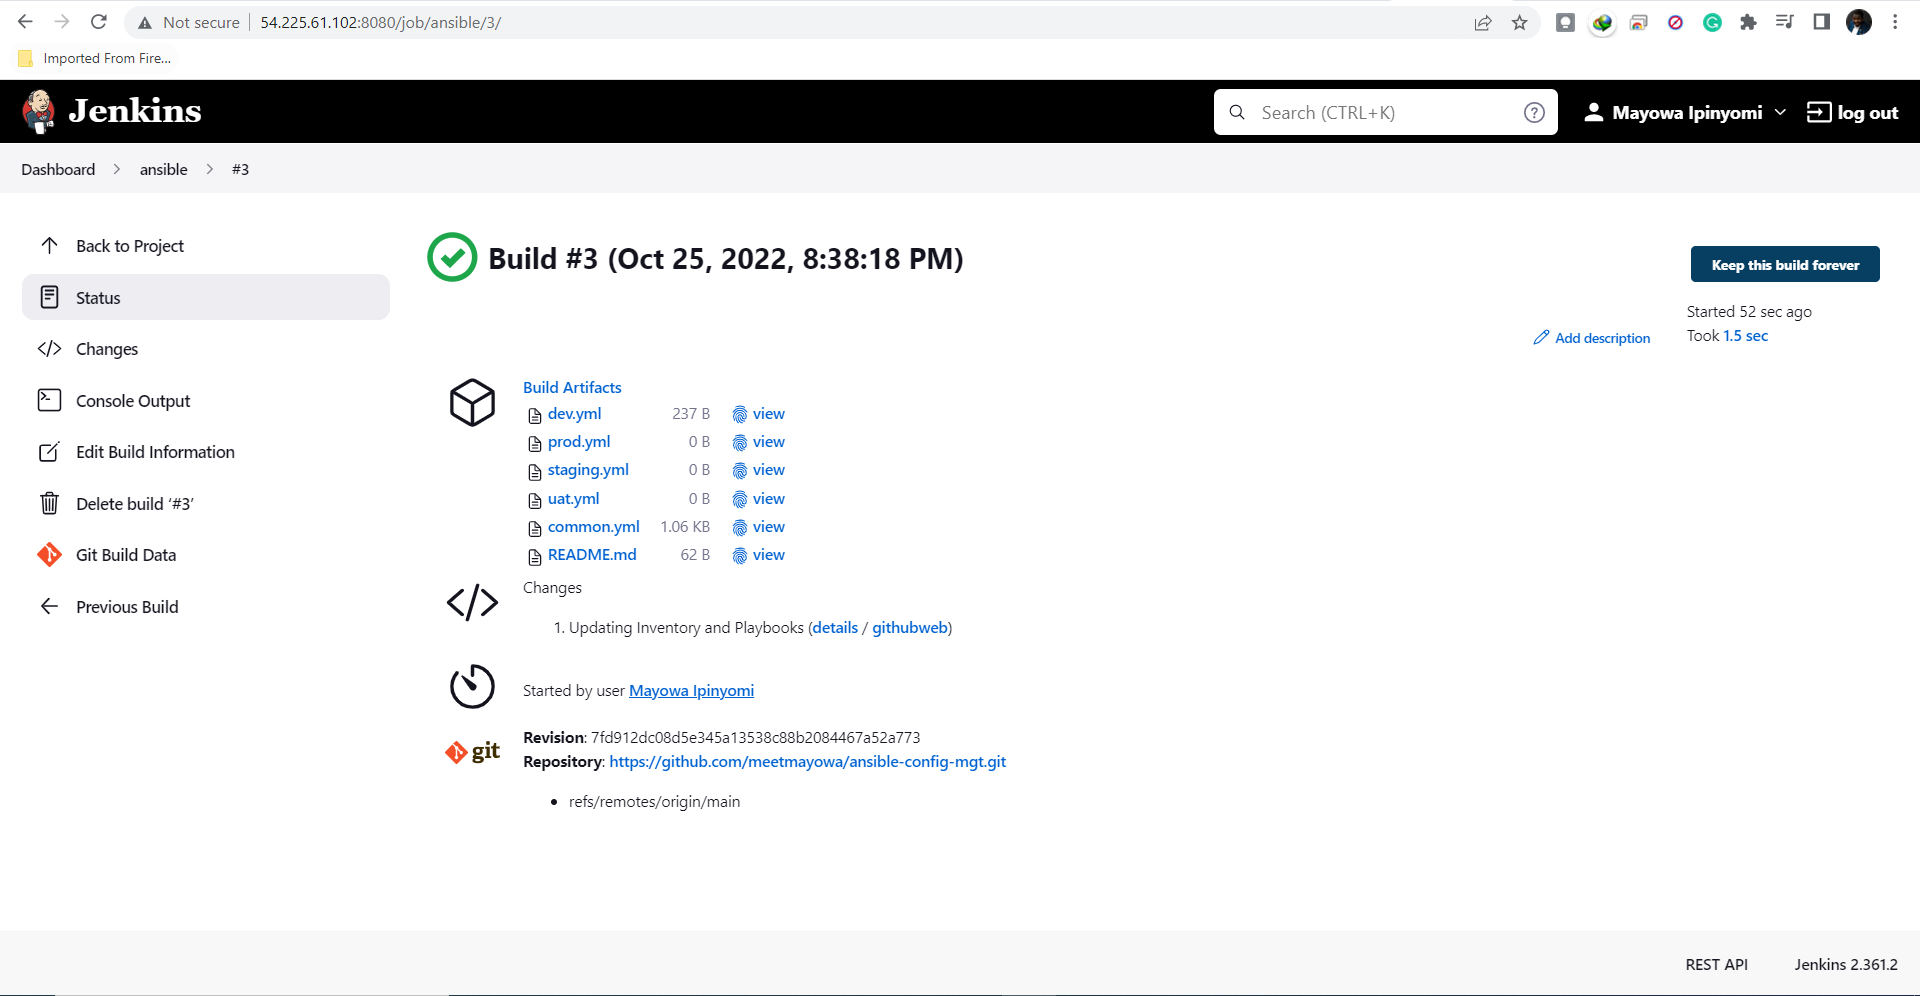 Not secure 54.225.61.102:8080/job/ansible/3/
Imported From Fire...
Jenkins
Search (CTRL+K)
Mayowa Ipinyomi
log out
Dashboard
ansible
#3
Back to Project
Status
Changes
Console Output
Edit Build Information
Delete build ‘#3’
Git Build Data
Previous Build
Build #3 (Oct 25, 2022, 8:38:18 PM)
Keep this build forever
Started 52 sec ago
Took 1.5 sec
Add description
Build Artifacts
dev.yml 237 B view
prod.yml 0 B view
staging.yml 0 B view
uat.yml 0 B view
common.yml 1.06 KB view
README.md 62 B view
Changes
1. Updating Inventory and Playbooks (details / githubweb)
Started by user Mayowa Ipinyomi
git
Revision: 7fd912dc08d5e345a13538c88b2084467a52a773
Repository: https://github.com/meetmayowa/ansible-config-mgt.git
• refs/remotes/origin/main
REST API
Jenkins 2.361.2